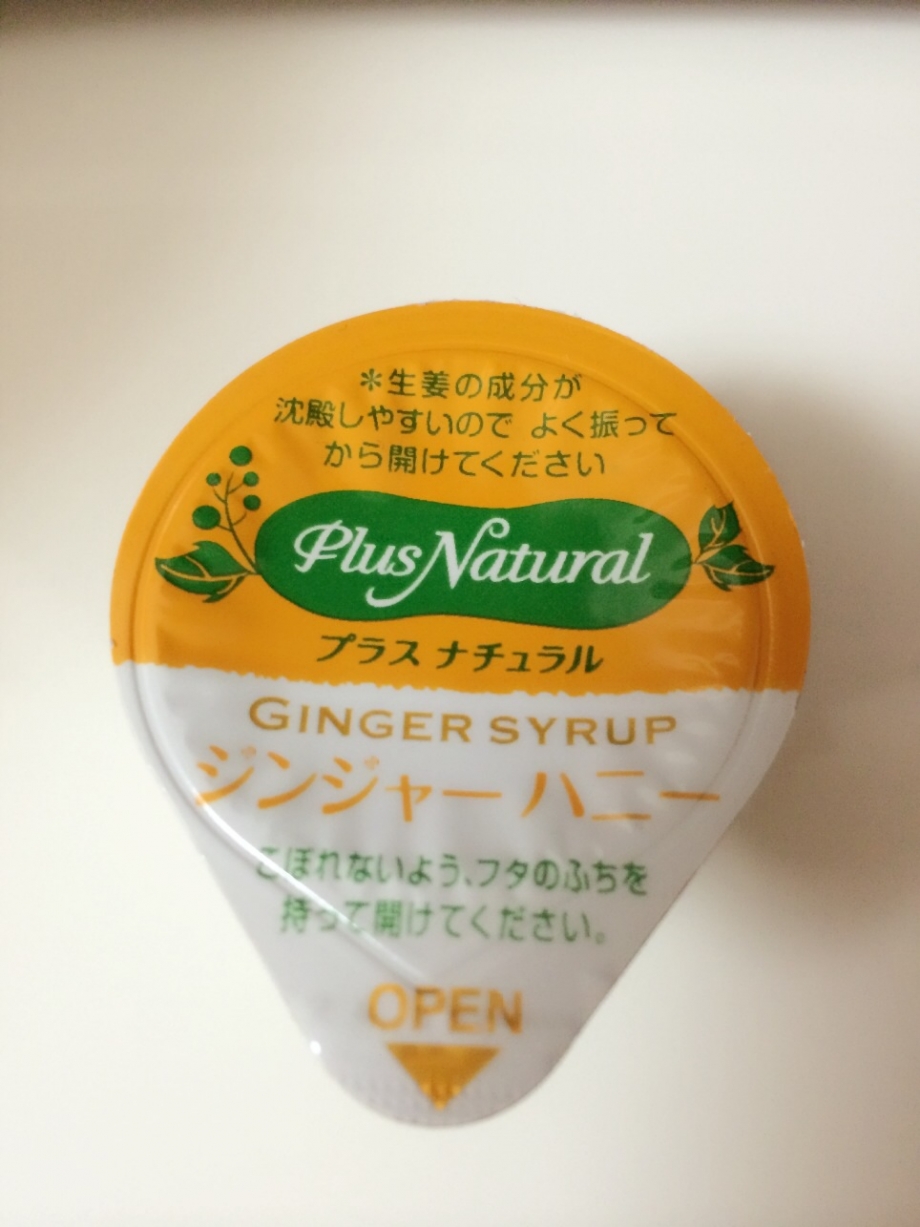 ＊生姜の成分が
沈殿しやすいので よく振って
から開けてください
Plus Natural
プラス ナチュラル
GINGER SYRUP
ジンジャーハニー
こぼれないよう、フタのふちを
持って開けてください。
OPEN